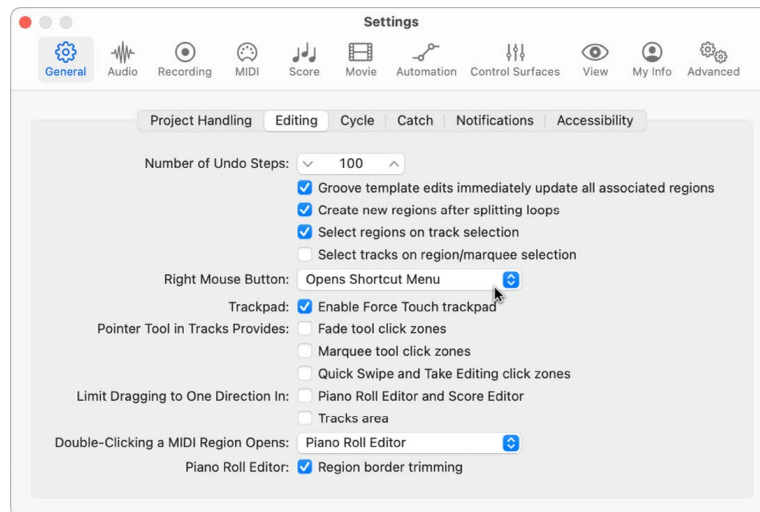 Settings
General Audio Recording MIDI Score Movie Automation Control Surfaces View My Info Advanced
Project Handling Editing Cycle Catch Notifications Accessibility
Number of Undo Steps: 100
Groove template edits immediately update all associated regions
Create new regions after splitting loops
Select regions on track selection
Select tracks on region/marquee selection
Right Mouse Button: Opens Shortcut Menu
Trackpad: Enable Force Touch trackpad
Pointer Tool in Tracks Provides: Fade tool click zones
Marquee tool click zones
Quick Swipe and Take Editing click zones
Limit Dragging to One Direction In: Piano Roll Editor and Score Editor
Tracks area
Double-Clicking a MIDI Region Opens: Piano Roll Editor
Piano Roll Editor: Region border trimming